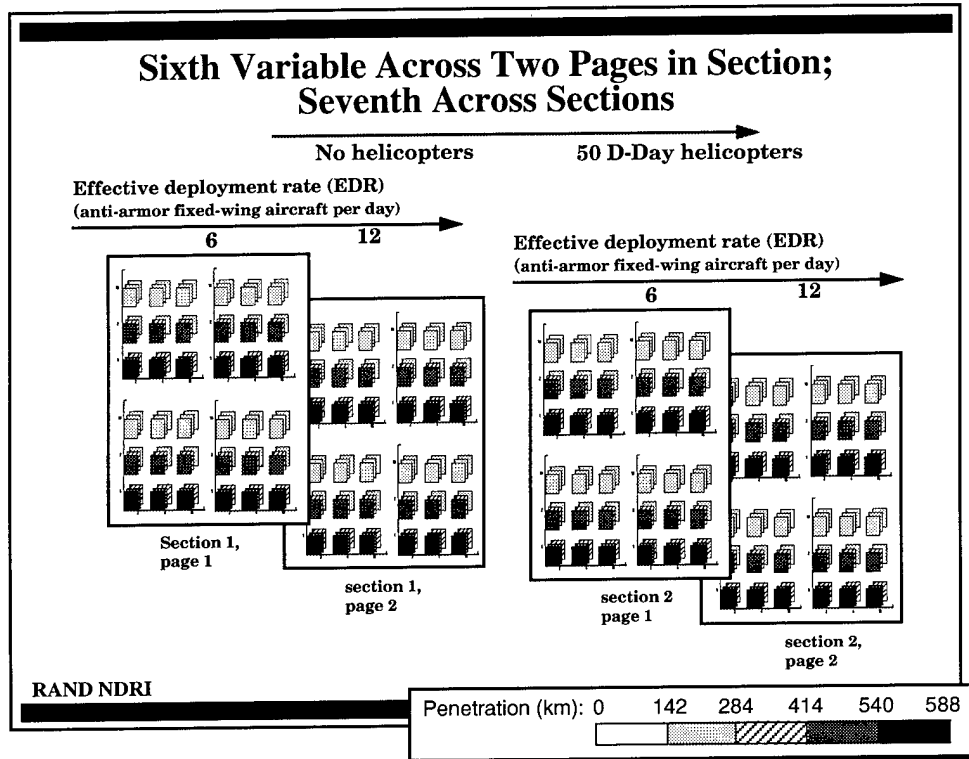 Sixth Variable Across Two Pages in Section;
Seventh Across Sections
No helicopters 50 D-Day helicopters
Effective deployment rate (EDR)
(anti-armor fixed-wing aircraft per day)
6 12
Effective deployment rate (EDR)
(anti-armor fixed-wing aircraft per day)
6 12
Section 1,
page 1
section 1,
page 2
section 2
page 1
section 2,
page 2
RAND NDRI
Penetration (km): 0 142 284 414 540 588